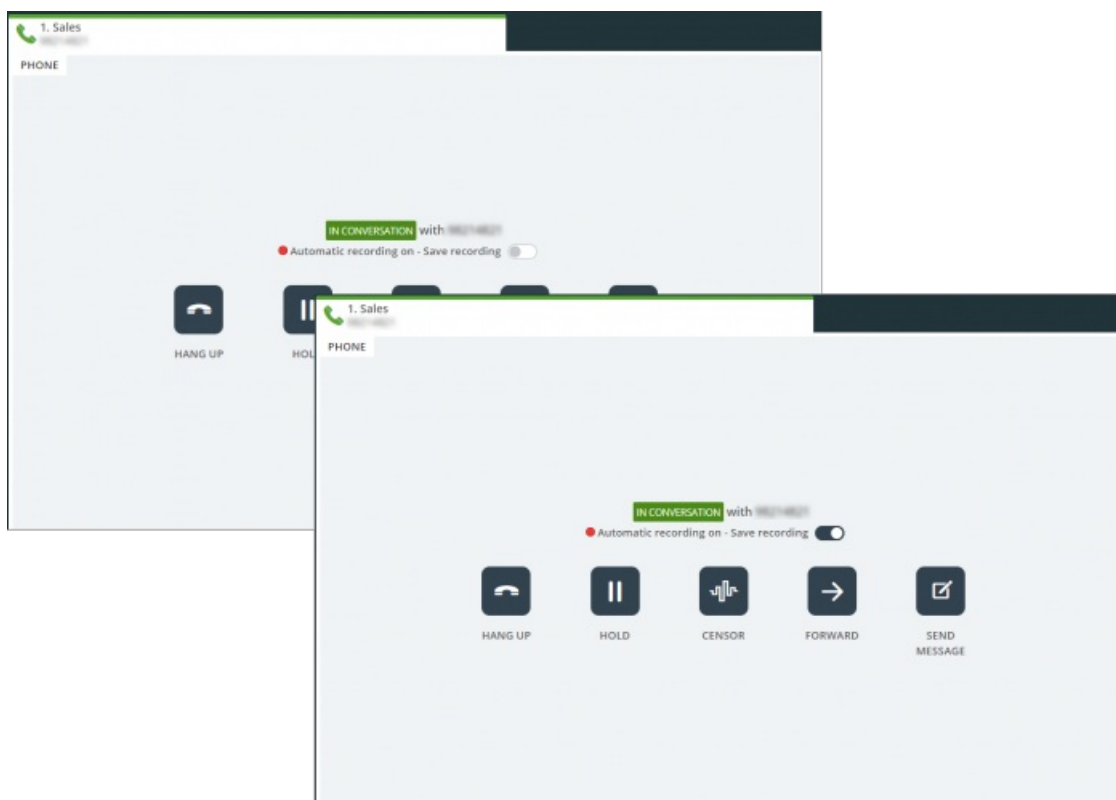 1. Sales
PHONE
IN CONVERSATION with
Automatic recording on - Save recording
HANG UP
HOL
1. Sales
PHONE
IN CONVERSATION with
Automatic recording on - Save recording
HANG UP
HOLD
CENSOR
FORWARD
SEND
MESSAGE